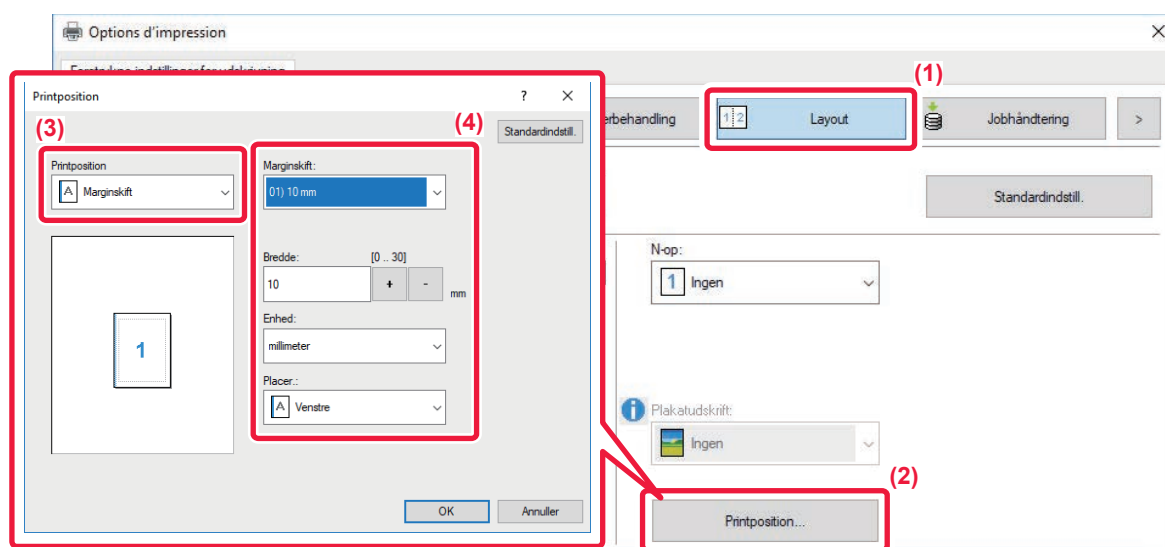 Options d'impression
(1)
Printposition
? ×
(3)
(4)
Standardindstill.
Layout
Jobhåndtering
>
Printposition
Marginskift
Marginskift:
01) 10 mm
Standardindstill.
Bredde:
[0 .. 30]
10
+
-
mm
N-op:
1 Ingen
Enhed:
millimeter
1
Placer.:
Venstre
Plakatudskrift:
Ingen
(2)
OK
Annuller
Printposition...